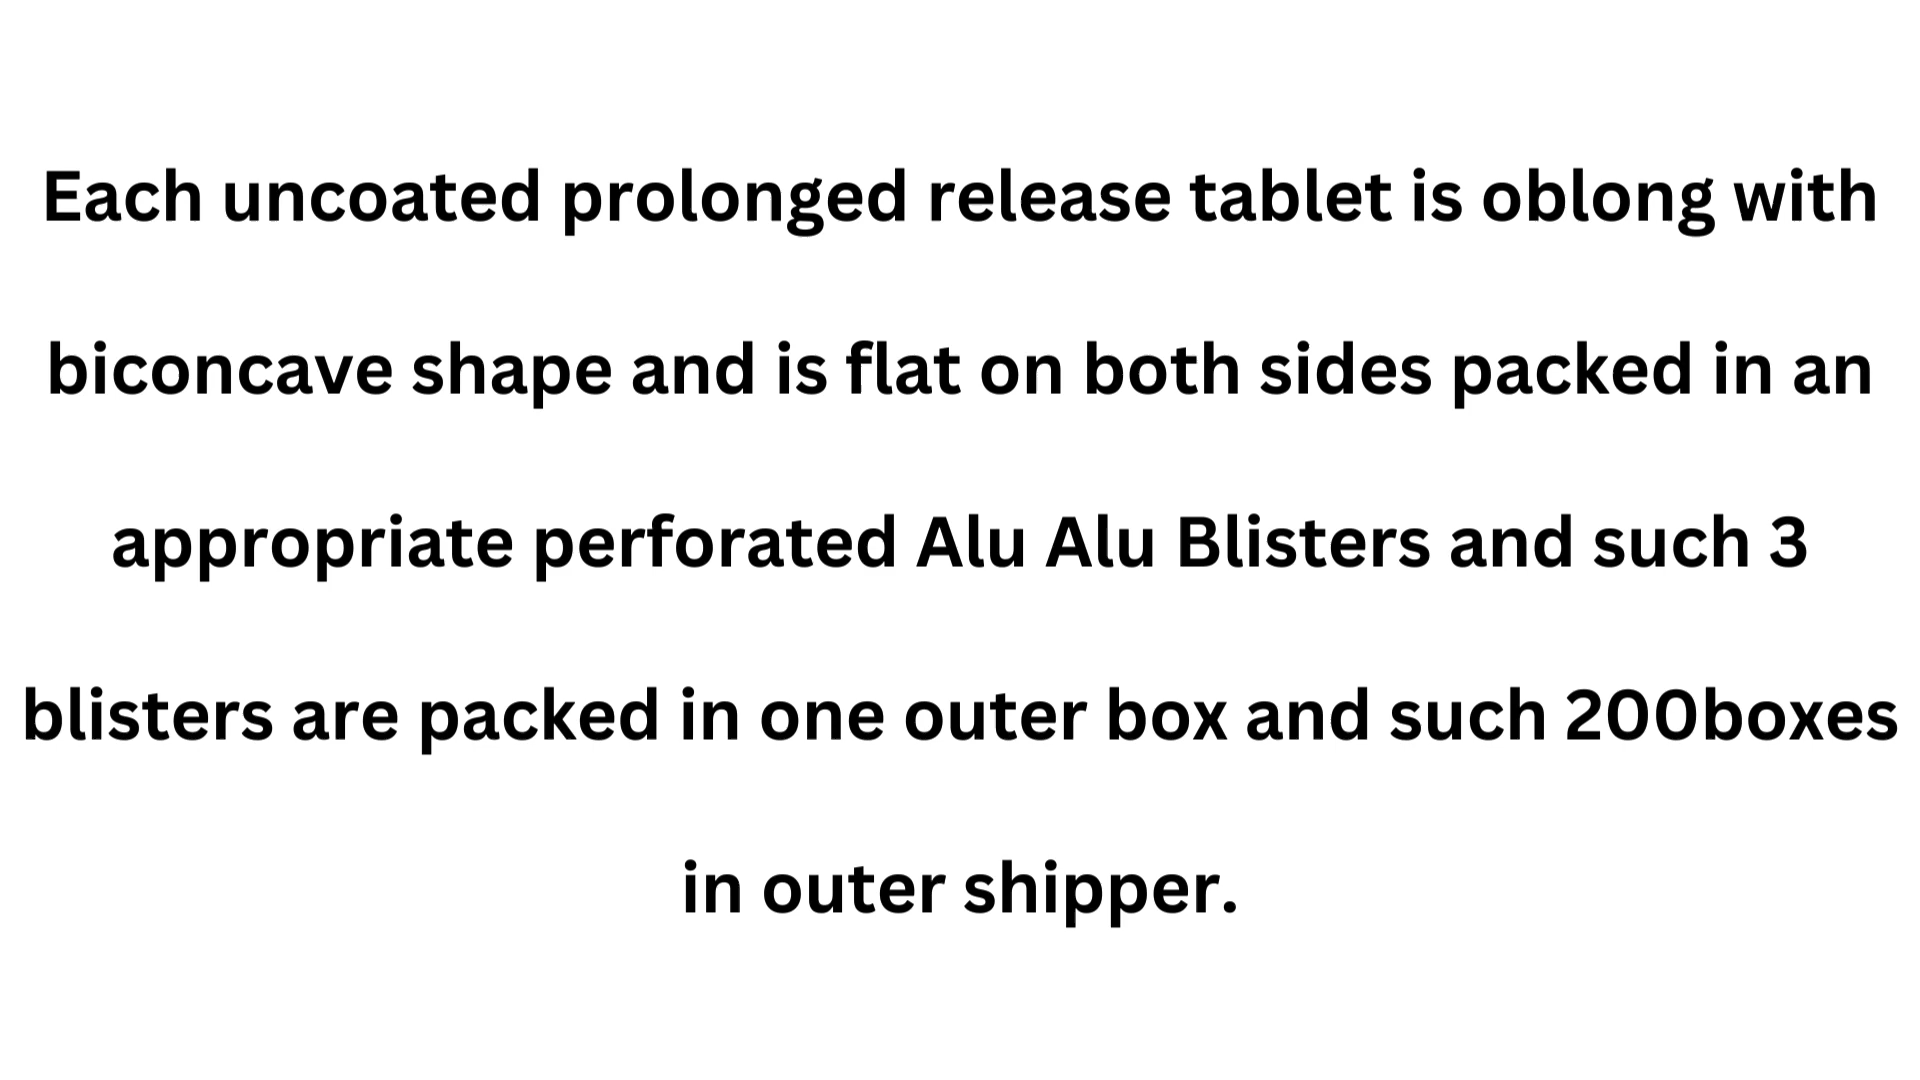 Each uncoated prolonged release tablet is oblong with
biconcave shape and is flat on both sides packed in an
appropriate perforated Alu Alu Blisters and such 3
blisters are packed in one outer box and such 200boxes
in outer shipper.